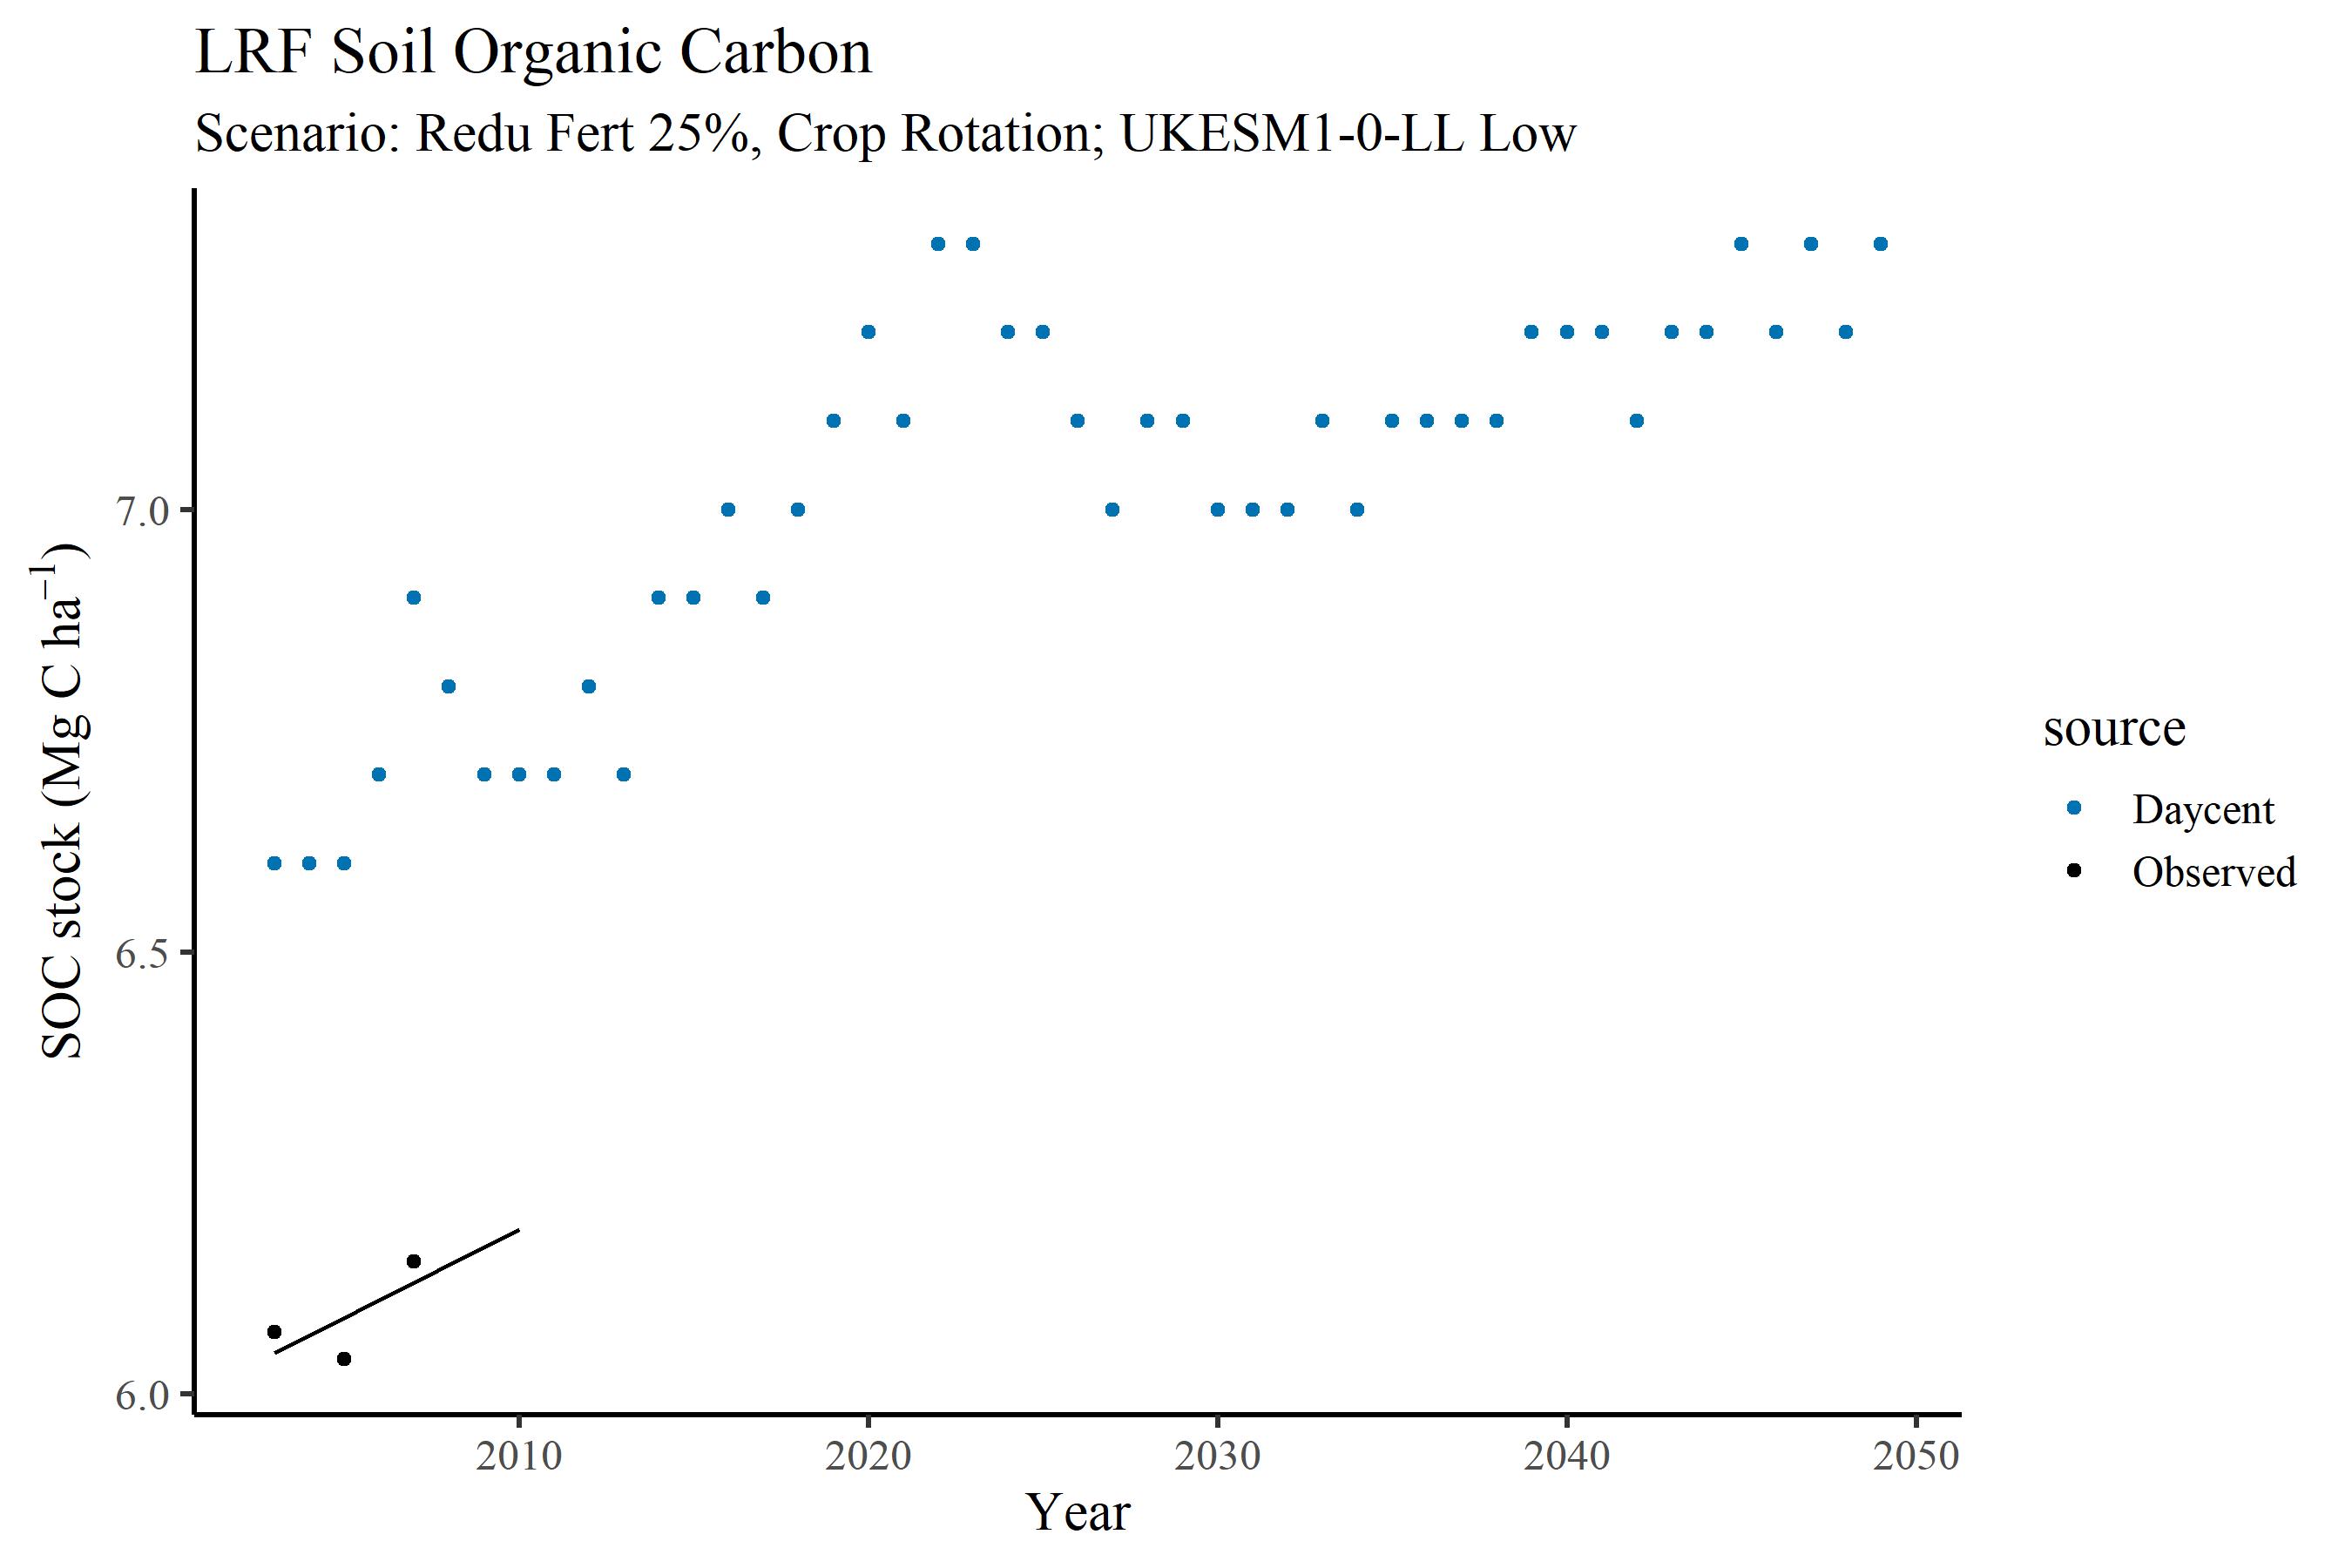 LRF Soil Organic Carbon
Scenario: Redu Fert 25%, Crop Rotation; UKESM1-0-LL Low
SOC stock (Mg C ha⁻¹)
7.0
6.5
6.0
2010 2020 2030 2040 2050
Year
source
Daycent
Observed